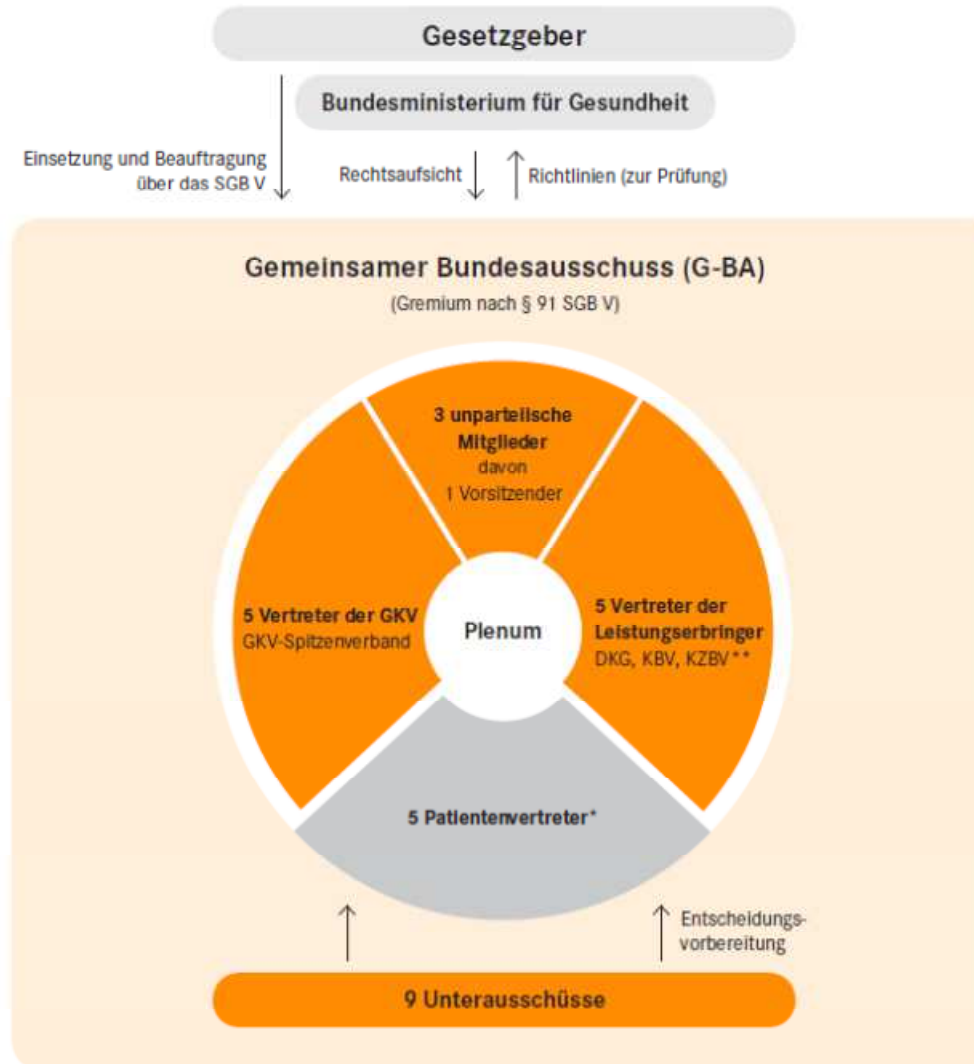 Gesetzgeber
Bundesministerium für Gesundheit
Einsetzung und Beauftragung
über das SGB V
Rechtsaufsicht
Richtlinien (zur Prüfung)
Gemeinsamer Bundesausschuss (G-BA)
(Gremium nach § 91 SGB V)
3 unparteiische
Mitglieder
davon
1 Vorsitzender
5 Vertreter der GKV
GKV-Spitzenverband
Plenum
5 Vertreter der
Leistungserbringer
DKG, KBV, KZBV**
5 Patientenvertreter*
Entscheidungs-
vorbereitung
9 Unterausschüsse